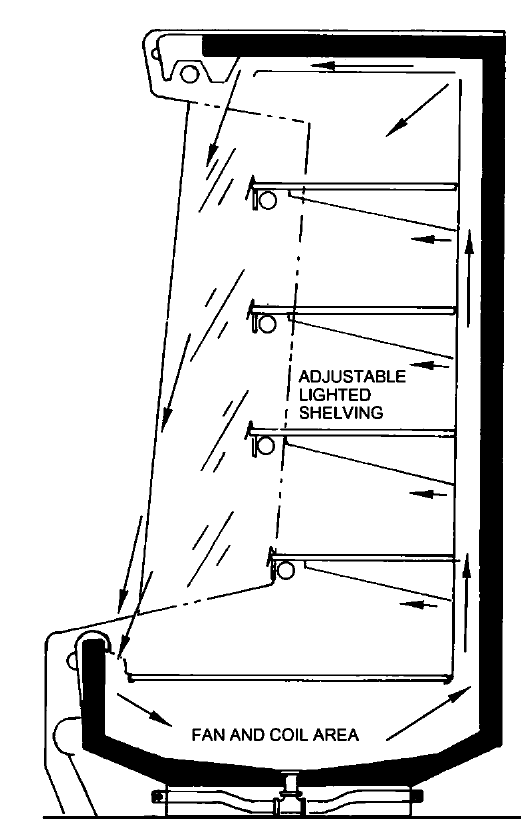 ADJUSTABLE
LIGHTED
SHELVING
FAN AND COIL AREA